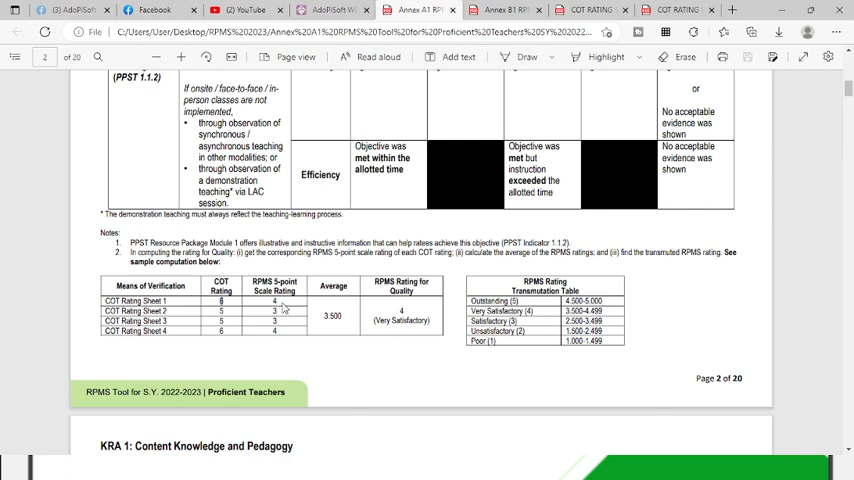 (3) AdoPiSoft
Facebook
(2) YouTube
AdoPiSoft Wi
Annex A1 RP
Annex B1 RPM
COT RATING
COT RATING
File
C:/Users/User/Desktop/RPMS%202023/Annex%20A1%20RPMS%20Tool%20for%20Proficient%20Teachers%20SY%202022...
2 of 20
Page view
Read aloud
Add text
Draw
Highlight
Erase
(PPST 1.1.2)
If onsite / face-to-face / in-
person classes are not
implemented,
• through observation of
synchronous /
asynchronous teaching
in other modalities; or
• through observation of
a demonstration
teaching* via LAC
session.
or
No acceptable
evidence was
shown
Efficiency
Objective was
met within the
allotted time
Objective was
met but
instruction
exceeded the
allotted time
No acceptable
evidence was
shown
* The demonstration teaching must always reflect the teaching-learning process.
Notes:
1. PPST Resource Package Module 1 offers illustrative and instructive information that can help ratees achieve this objective (PPST Indicator 1.1.2).
2. In computing the rating for Quality: (i) get the corresponding RPMS 5-point scale rating of each COT rating; (ii) calculate the average of the RPMS ratings; and (iii) find the transmuted RPMS rating. See
sample computation below:
Means of Verification
COT
Rating
RPMS 5-point
Scale Rating
Average
RPMS Rating for
Quality
COT Rating Sheet 1 6 4
COT Rating Sheet 2 5 3
COT Rating Sheet 3 5 3
COT Rating Sheet 4 6 4
3.500
4
(Very Satisfactory)
RPMS Rating
Transmutation Table
Outstanding (5) 4.500-5.000
Very Satisfactory (4) 3.500-4.499
Satisfactory (3) 2.500-3.499
Unsatisfactory (2) 1.500-2.499
Poor (1) 1.000-1.499
Page 2 of 20
RPMS Tool for S.Y. 2022-2023 | Proficient Teachers
KRA 1: Content Knowledge and Pedagogy